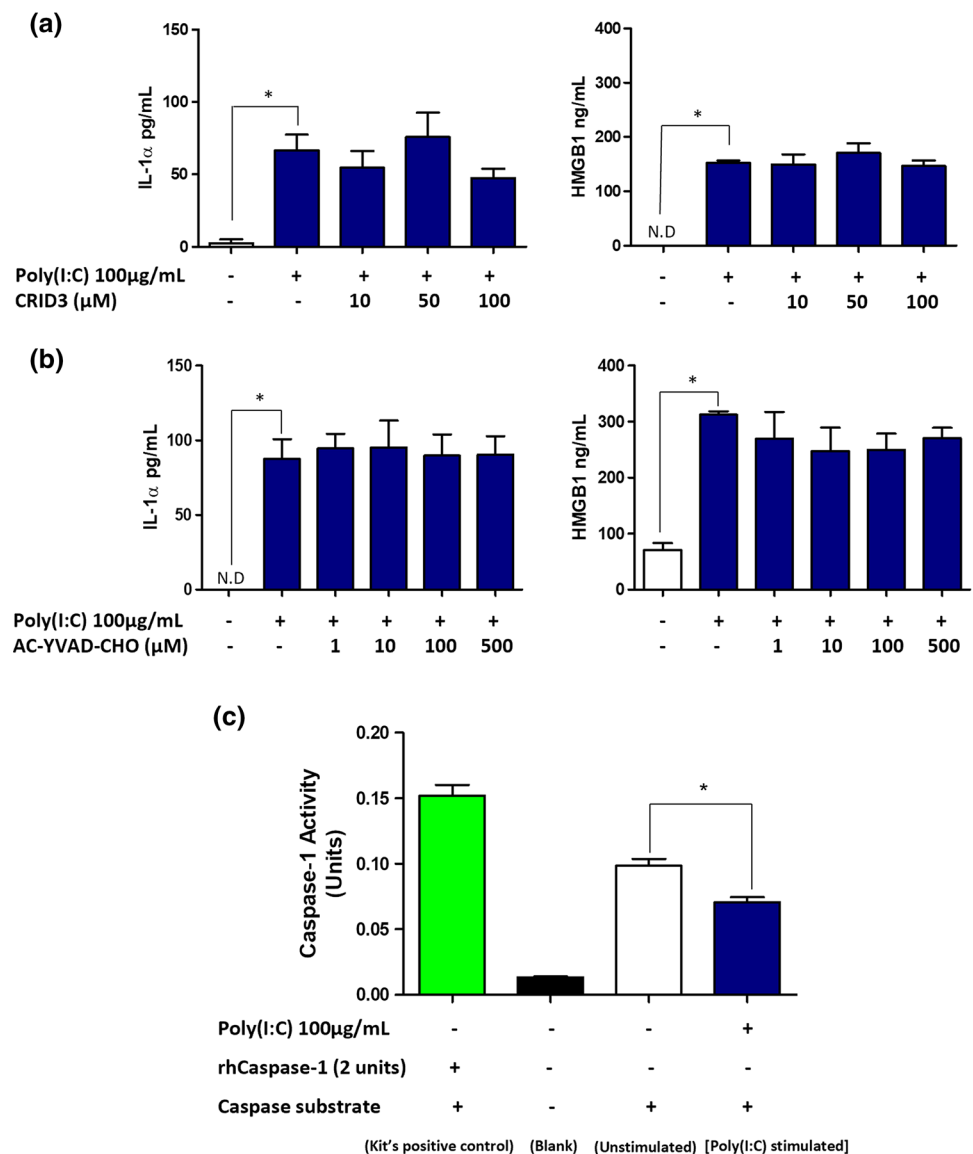 (a)
IL-1α pg/mL
150
100
50
0
*
Poly(I:C) 100µg/mL - + + + +
CRID3 (µM) - - 10 50 100
HMGB1 ng/mL
400
300
200
100
0
N.D
*
- + + + +
- - 10 50 100
(b)
IL-1α pg/mL
150
100
50
0
N.D
*
Poly(I:C) 100µg/mL - + + + + +
AC-YVAD-CHO (µM) - - 1 10 100 500
HMGB1 ng/mL
400
300
200
100
0
*
- + + + + +
- - 1 10 100 500
(c)
Caspase-1 Activity
(Units)
0.20
0.15
0.10
0.05
0.00
*
Poly(I:C) 100µg/mL - - - +
rhCaspase-1 (2 units) + - - -
Caspase substrate + - + +
(Kit's positive control) (Blank) (Unstimulated) [Poly(I:C) stimulated]